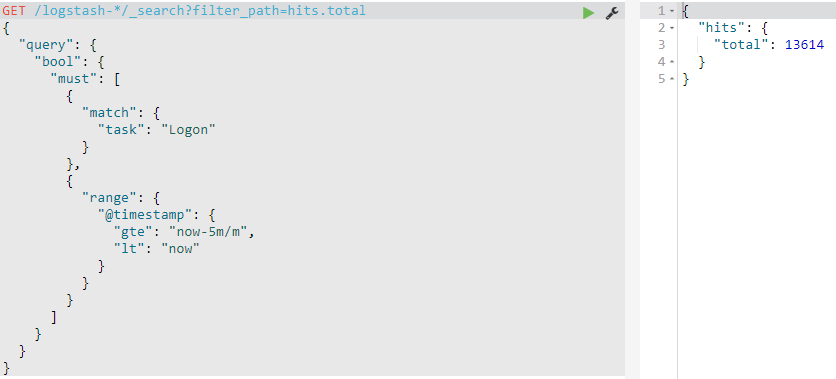 GET /logstash-*/_search?filter_path=hits.total
{
  "query": {
    "bool": {
      "must": [
        {
          "match": {
            "task": "Logon"
          }
        },
        {
          "range": {
            "@timestamp": {
              "gte": "now-5m/m",
              "lt": "now"
            }
          }
        }
      ]
    }
  }
}
1 {
2   "hits": {
3     "total": 13614
4   }
5 }